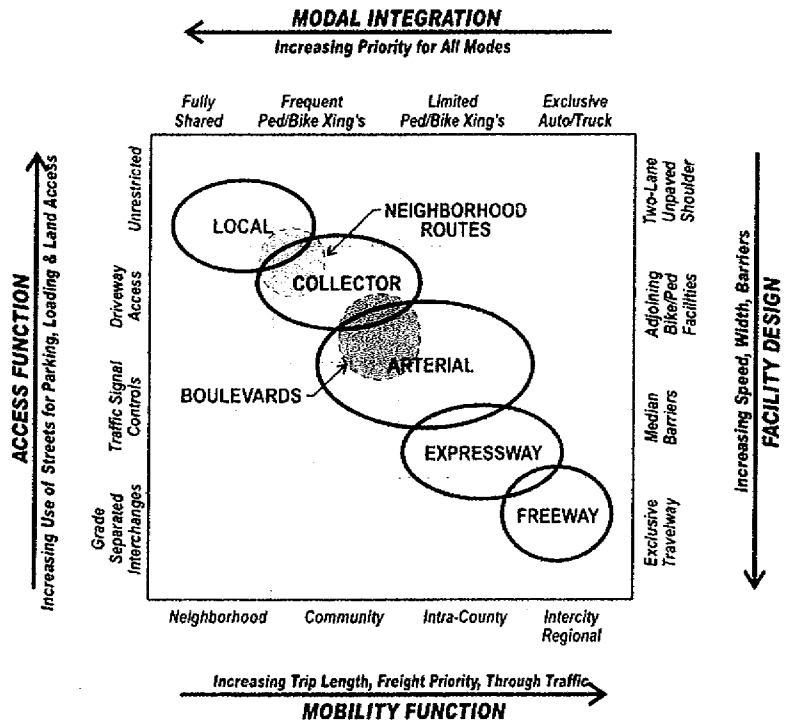 MODAL INTEGRATION
Increasing Priority for All Modes
Fully
Shared
Frequent
Ped/Bike Xing's
Limited
Ped/Bike Xing's
Exclusive
Auto/Truck
ACCESS FUNCTION
Increasing Use of Streets for Parking, Loading & Land Access
Unrestricted
Driveway
Access
Traffic Signal
Controls
Grade
Separated
Interchanges
LOCAL
NEIGHBORHOOD
ROUTES
COLLECTOR
ARTERIAL
BOULEVARDS
EXPRESSWAY
FREEWAY
Two-Lane
Unpaved
Shoulder
Adjoining
Bike/Ped
Facilities
Median
Barriers
Exclusive
Travelway
Increasing Speed, Width, Barriers
FACILITY DESIGN
Neighborhood
Community
Intra-County
Intercity
Regional
Increasing Trip Length, Freight Priority, Through Traffic
MOBILITY FUNCTION